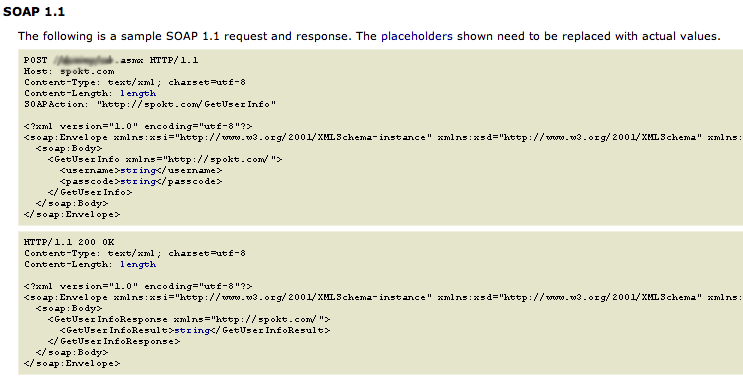 SOAP 1.1
The following is a sample SOAP 1.1 request and response. The placeholders shown need to be replaced with actual values.
POST .asmx HTTP/1.1
Host: spokt.com
Content-Type: text/xml; charset=utf-8
Content-Length: length
SOAPAction: "http://spokt.com/GetUserInfo"
<?xml version="1.0" encoding="utf-8"?>
<soap:Envelope xmlns:xsi="http://www.w3.org/2001/XMLSchema-instance" xmlns:xsd="http://www.w3.org/2001/XMLSchema" xmlns:
<soap:Body>
<GetUserInfo xmlns="http://spokt.com/">
<username>string</username>
<passcode>string</passcode>
</GetUserInfo>
</soap:Body>
</soap:Envelope>
HTTP/1.1 200 OK
Content-Type: text/xml; charset=utf-8
Content-Length: length
<?xml version="1.0" encoding="utf-8"?>
<soap:Envelope xmlns:xsi="http://www.w3.org/2001/XMLSchema-instance" xmlns:xsd="http://www.w3.org/2001/XMLSchema" xmlns:
<soap:Body>
<GetUserInfoResponse xmlns="http://spokt.com/">
<GetUserInfoResult>string</GetUserInfoResult>
</GetUserInfoResponse>
</soap:Body>
</soap:Envelope>